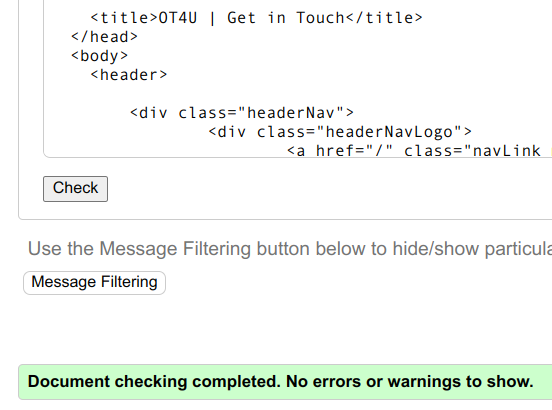 <title>OT4U | Get in Touch</title>
</head>
<body>
<header>
<div class="headerNav">
<div class="headerNavLogo">
<a href="/" class="navLink
Check
Use the Message Filtering button below to hide/show
Message Filtering
Document checking completed. No errors or warnings to show.